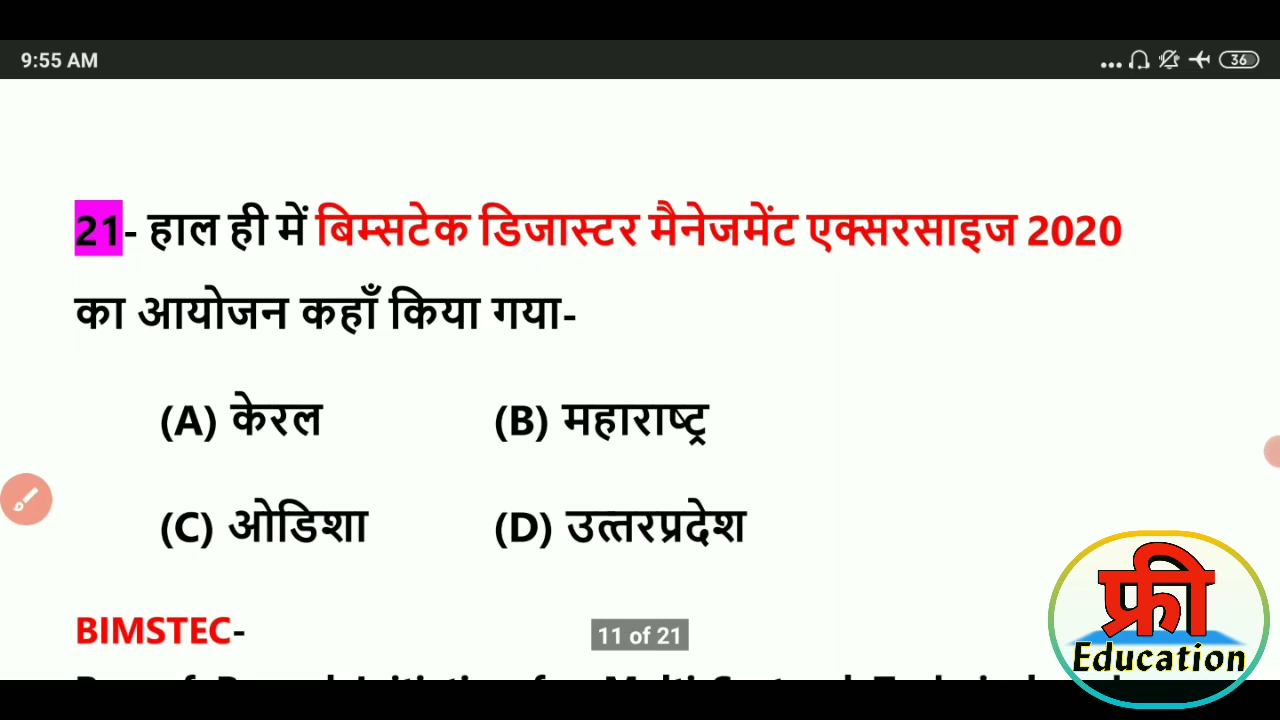 9:55 AM
36
21- हाल ही में बिम्सटेक डिजास्टर मैनेजमेंट एक्सरसाइज 2020
का आयोजन कहाँ किया गया-
(A) केरल (B) महाराष्ट्र
(C) ओडिशा (D) उत्तरप्रदेश
BIMSTEC-
11 of 21
फ्री
Education